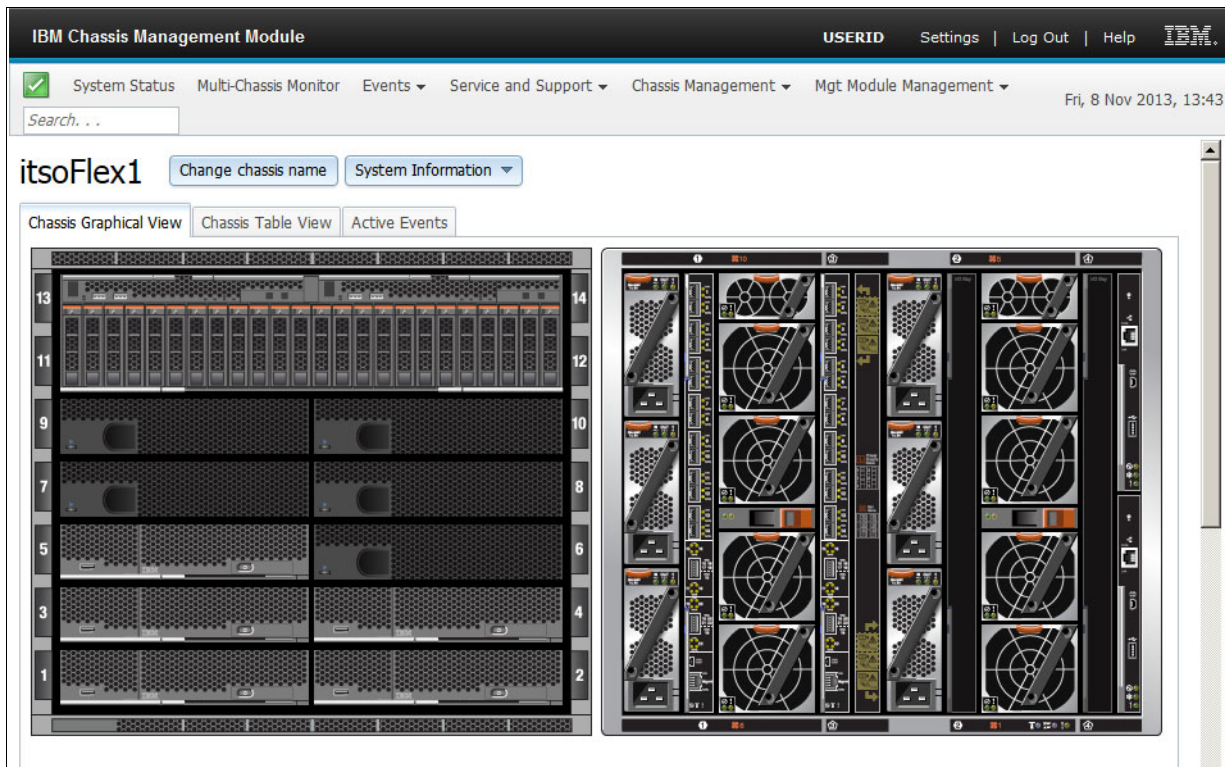 IBM Chassis Management Module USERID Settings | Log Out | Help IBM.
System Status Multi-Chassis Monitor Events Service and Support Chassis Management Mgt Module Management Fri, 8 Nov 2013, 13:43
Search. . .
itsoFlex1 Change chassis name System Information
Chassis Graphical View Chassis Table View Active Events
13 14
11 12
9 10
7 8
5 6
3 4
1 2